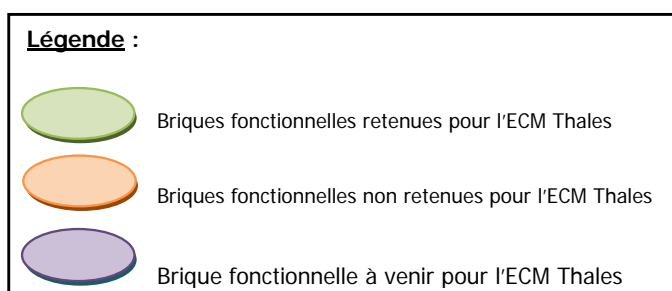 Légende :
Briques fonctionnelles retenues pour l'ECM Thales
Briques fonctionnelles non retenues pour l'ECM Thales
Brique fonctionnelle à venir pour l'ECM Thales